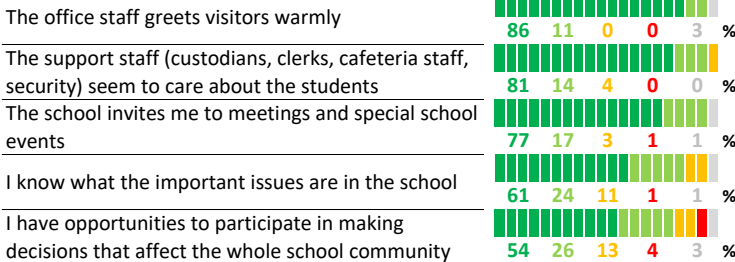 The office staff greets visitors warmly
86 11 0 0 3 %
The support staff (custodians, clerks, cafeteria staff,
security) seem to care about the students
81 14 4 0 0 %
The school invites me to meetings and special school
events
77 17 3 1 1 %
I know what the important issues are in the school
61 24 11 1 1 %
I have opportunities to participate in making
decisions that affect the whole school community
54 26 13 4 3 %